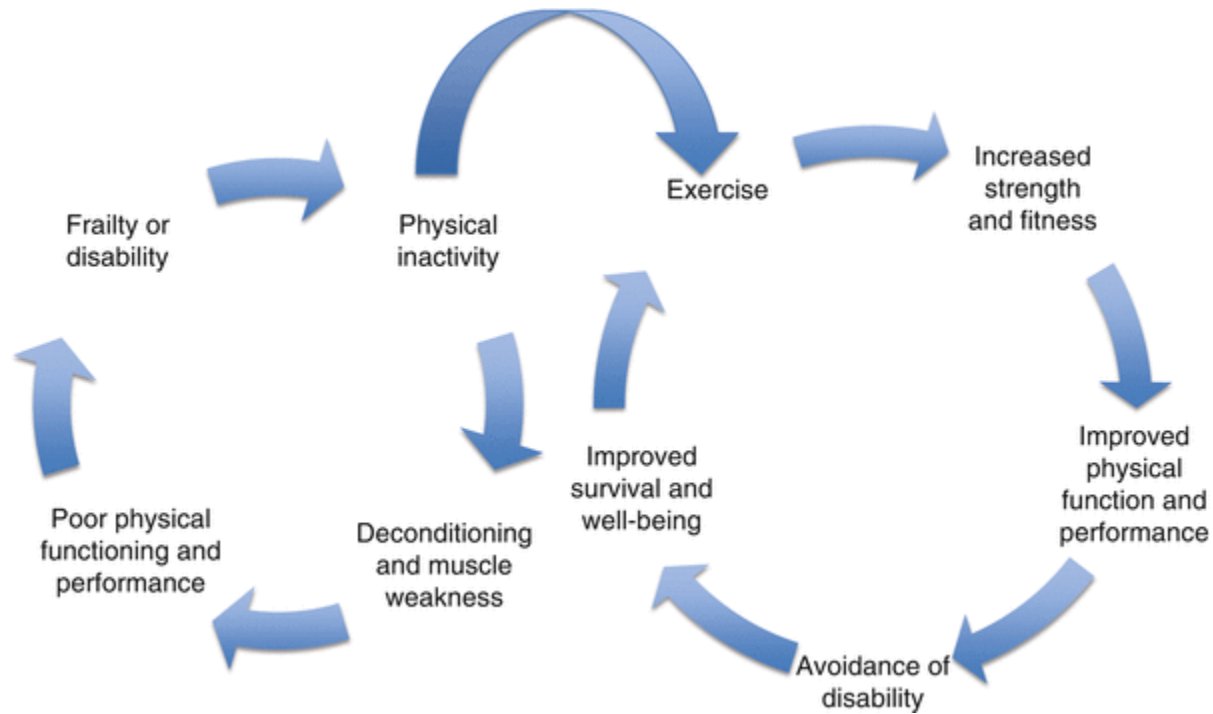 Frailty or
disability
Physical
inactivity
Exercise
Increased
strength
and fitness
Improved
physical
function and
performance
Avoidance of
disability
Improved
survival and
well-being
Deconditioning
and muscle
weakness
Poor physical
functioning and
performance